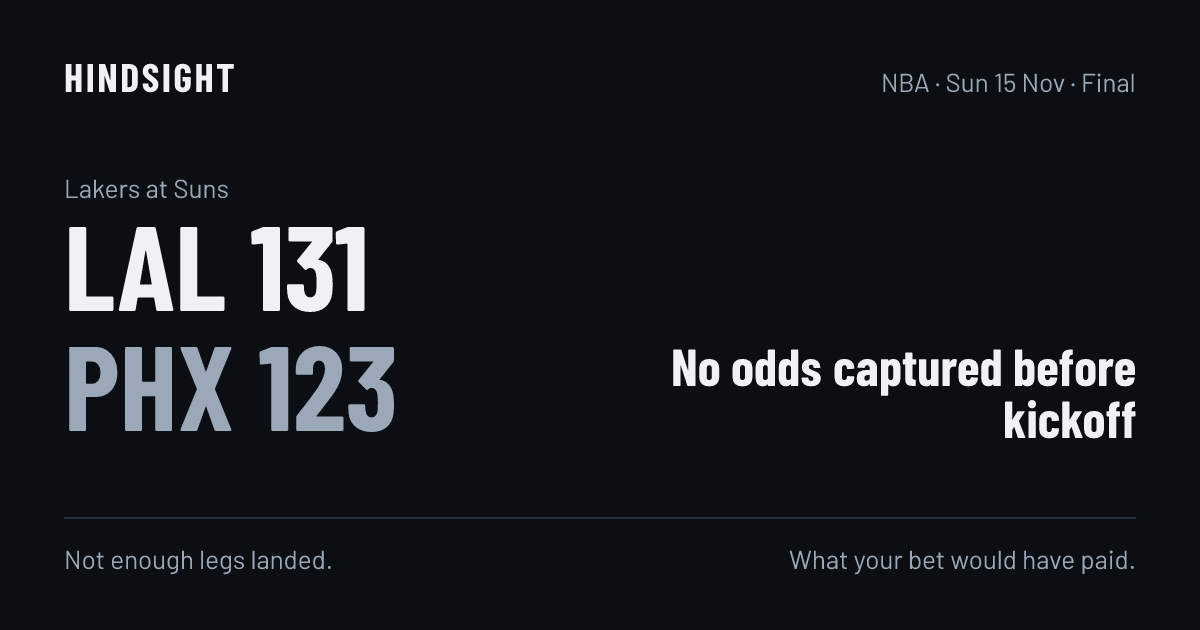 HINDSIGHT
NBA · Sun 15 Nov · Final
Lakers at Suns
LAL 131
PHX 123
No odds captured before
kickoff
Not enough legs landed.
What your bet would have paid.